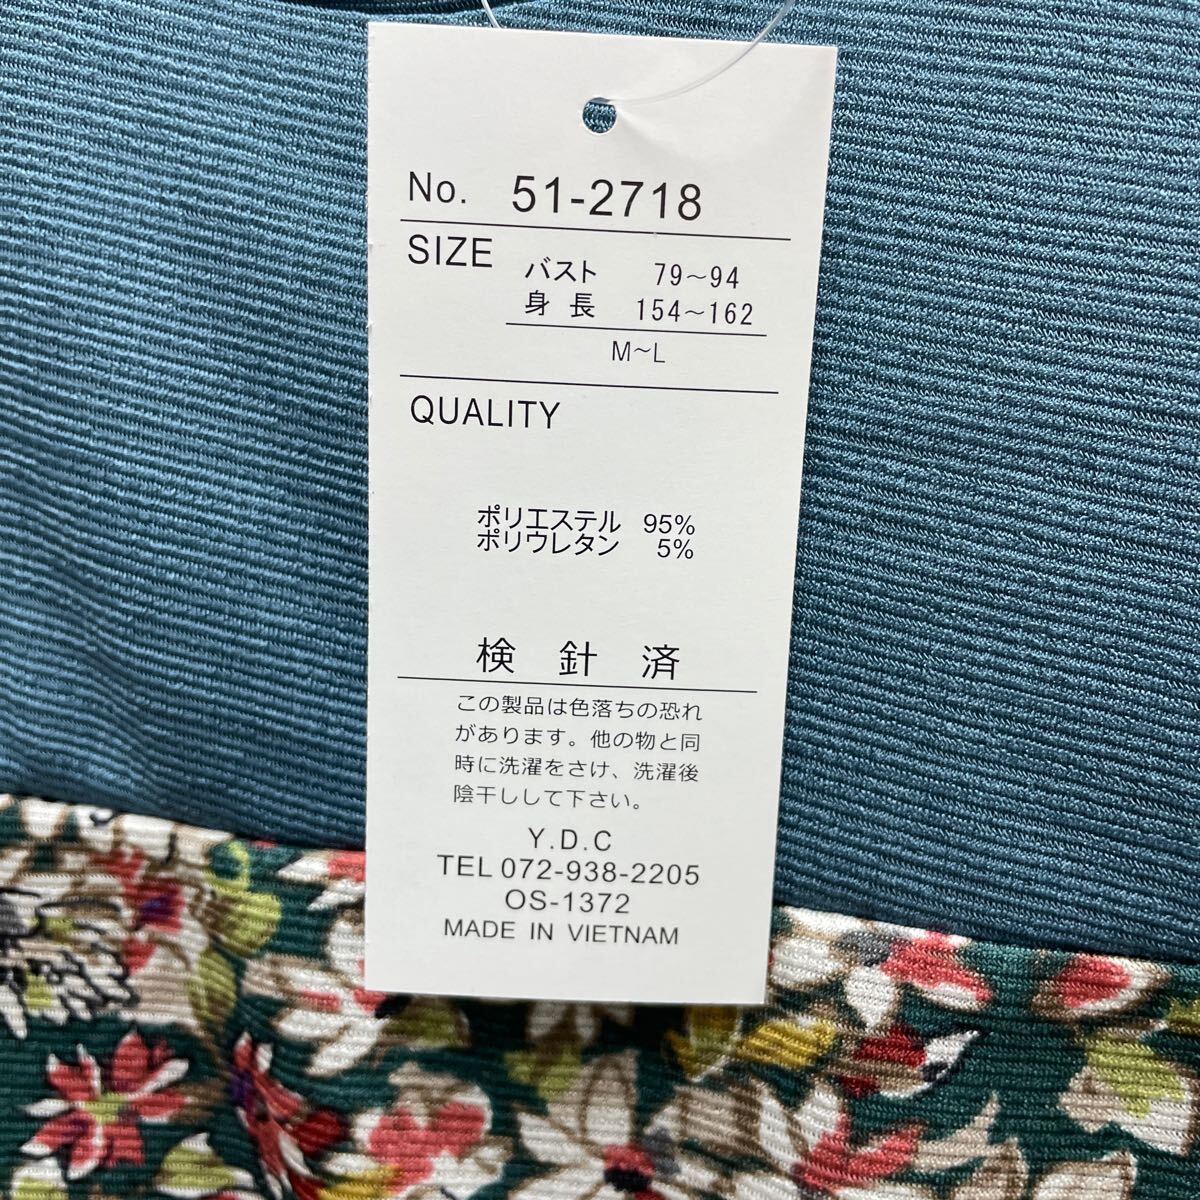 No. 51-2718
SIZE
バスト 79~94
身長 154~162
M~L
QUALITY
ポリエステル 95%
ポリウレタン 5%
検針済
この製品は色落ちの恐れ
があります。他の物と同
時に洗濯をさけ、洗濯後
陰干しして下さい。
Y.D.C
TEL 072-938-2205
OS-1372
MADE IN VIETNAM